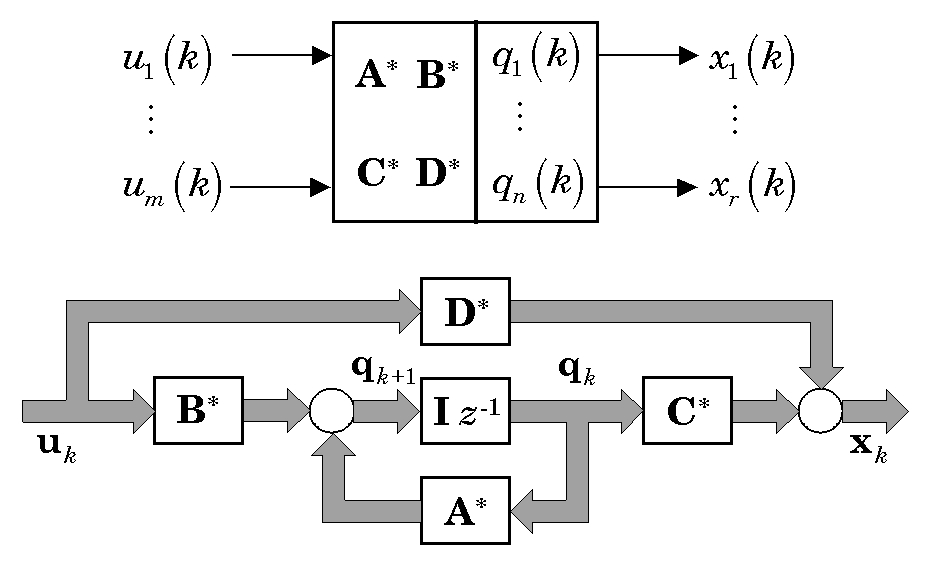 u₁(k) A* B* q₁(k) x₁(k)
⋮ ⋮ ⋮
uₘ(k) C* D* qₙ(k) xᵣ(k)
D*
qₖ₊₁ qₖ
B* I z⁻¹ C*
uₖ xₖ
A*